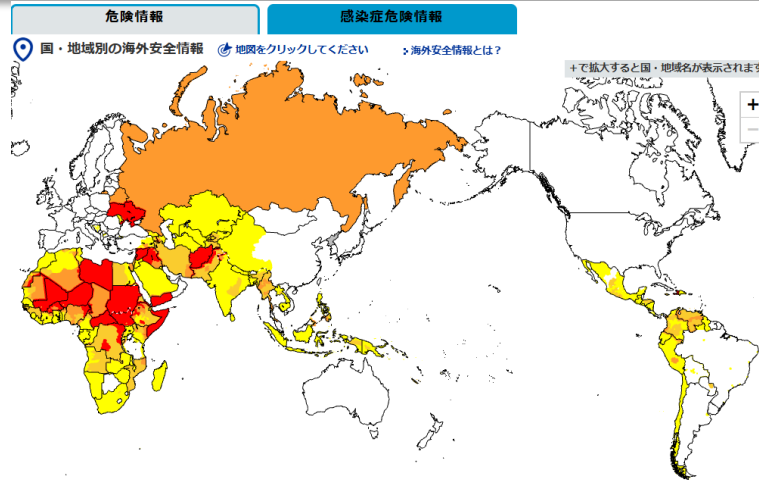 危険情報
感染症危険情報
国・地域別の海外安全情報 地図をクリックしてください 海外安全情報とは?
+で拡大すると国・地域名が表示されます
+
−